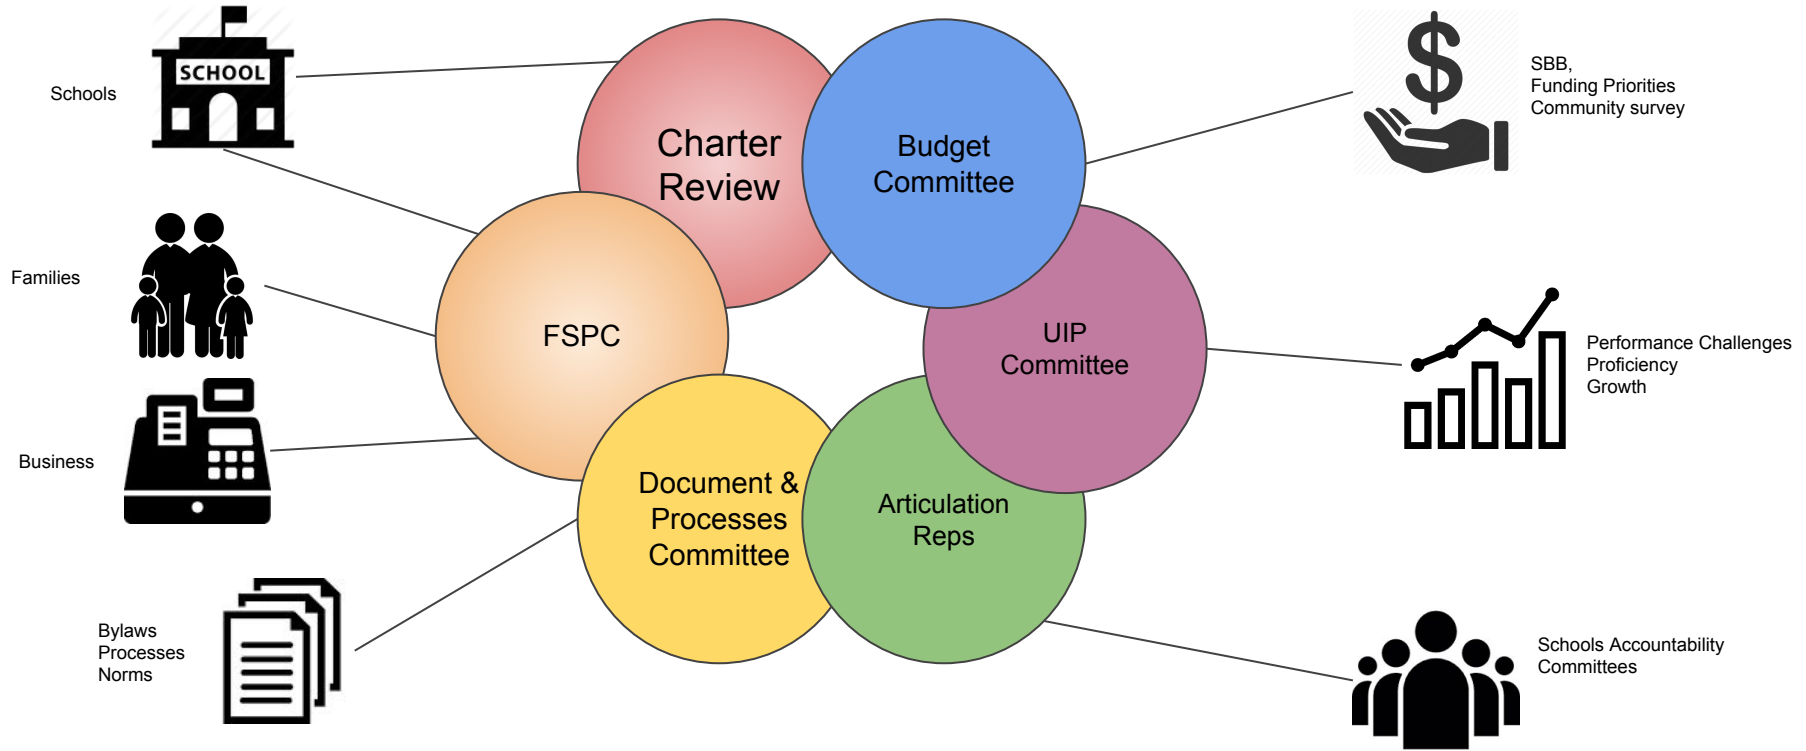 SCHOOL
Schools
Charter
Review
Budget
Committee
SBB,
Funding Priorities
Community survey
Families
FSPC
UIP
Committee
Performance Challenges
Proficiency
Growth
Business
Document &
Processes
Committee
Articulation
Reps
Bylaws
Processes
Norms
Schools Accountability
Committees